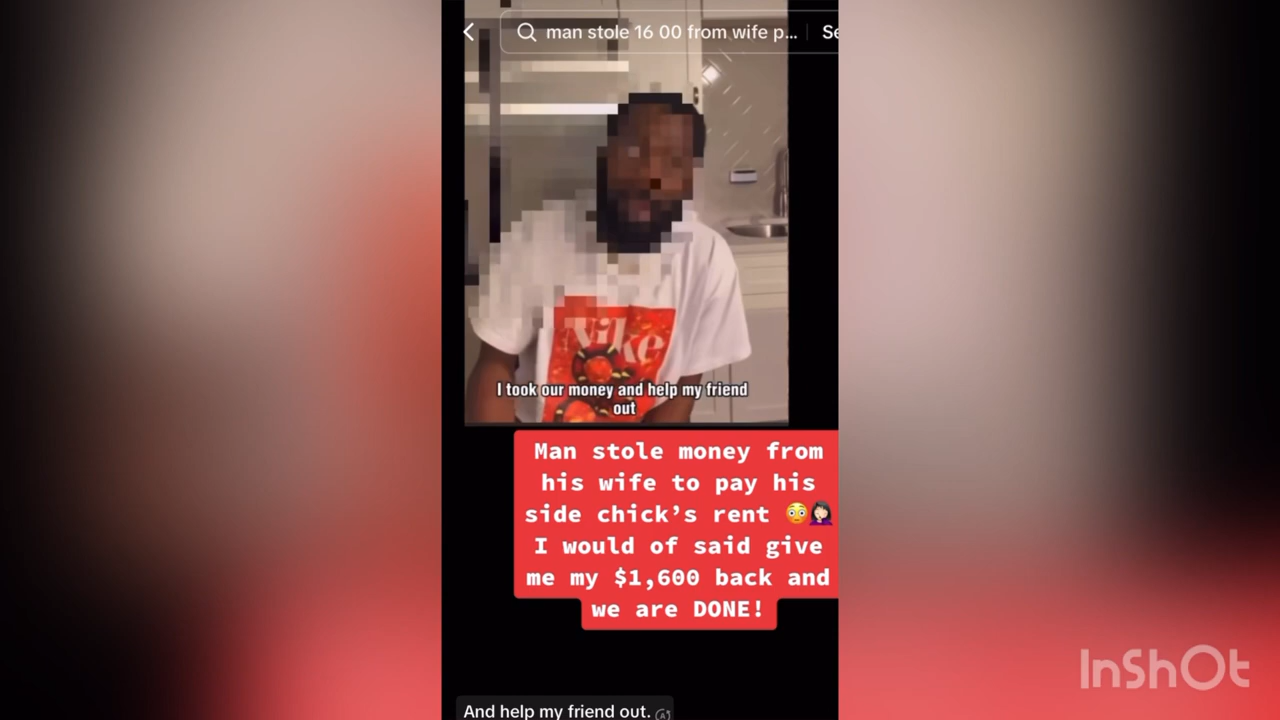 man stole 16 00 from wife p...
Se
Nike
I took our money and help my friend
out
Man stole money from
his wife to pay his
side chick’s rent 😳🤦🏻‍♀️
I would of said give
me my $1,600 back and
we are DONE!
And help my friend out.
InShOt